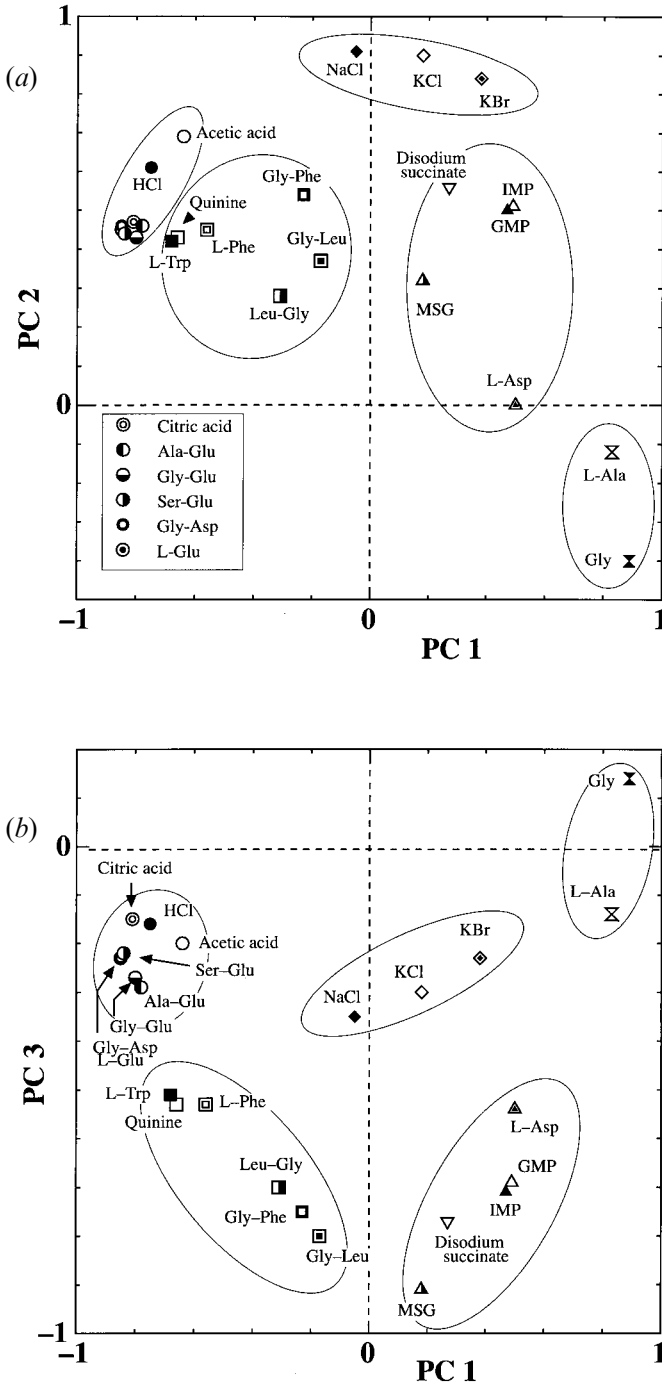 (a)
1
NaCl
KCl
KBr
Acetic acid
HCl
Disodium
succinate
IMP
GMP
Gly-Phe
Quinine
L-Phe
Gly-Leu
L-Trp
Leu-Gly
MSG
L-Asp
PC 2
0
Citric acid
Ala-Glu
Gly-Glu
Ser-Glu
Gly-Asp
L-Glu
L-Ala
Gly
−1
0
1
PC 1
(b)
Gly
0
Citric acid
HCl
L–Ala
Acetic acid
KBr
Ser–Glu
KCl
NaCl
Ala–Glu
Gly–Glu
Gly–Asp
L–Glu
PC 3
L–Trp
L--Phe
Quinine
L–Asp
Leu–Gly
GMP
Gly–Phe
IMP
Gly–Leu
Disodium
succinate
MSG
−1
−1
0
1
PC 1